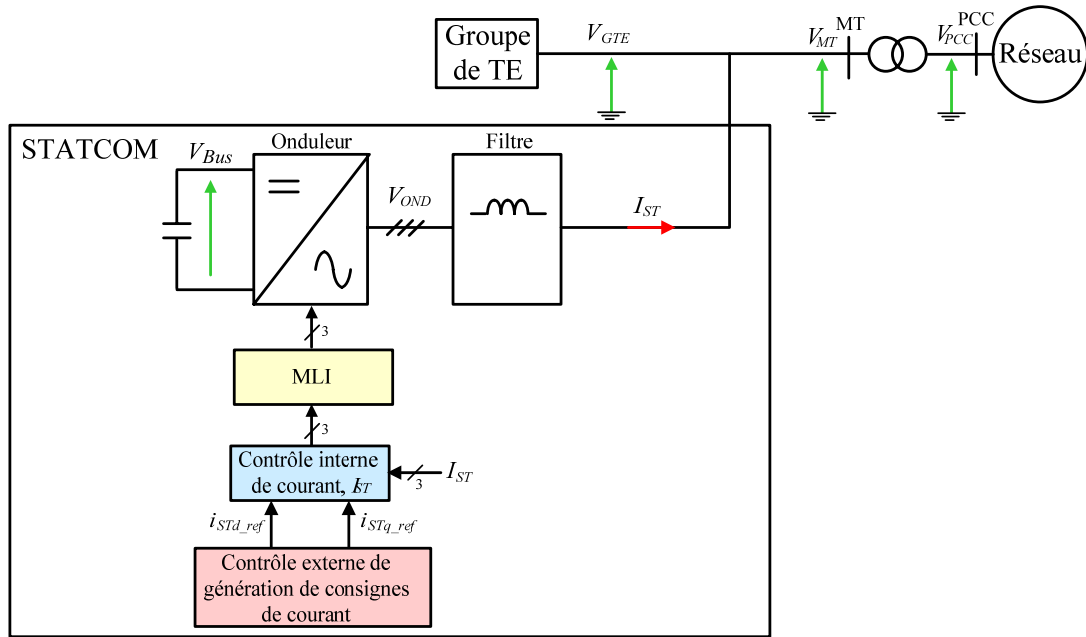 Groupe
de TE
V_GTE
V_MT
MT
V_PCC
PCC
Réseau
STATCOM
V_Bus
Onduleur
V_OND
Filtre
I_ST
3
MLI
3
Contrôle interne
de courant, I_ST
3
I_ST
i_STd_ref
i_STq_ref
Contrôle externe de
génération de consignes
de courant